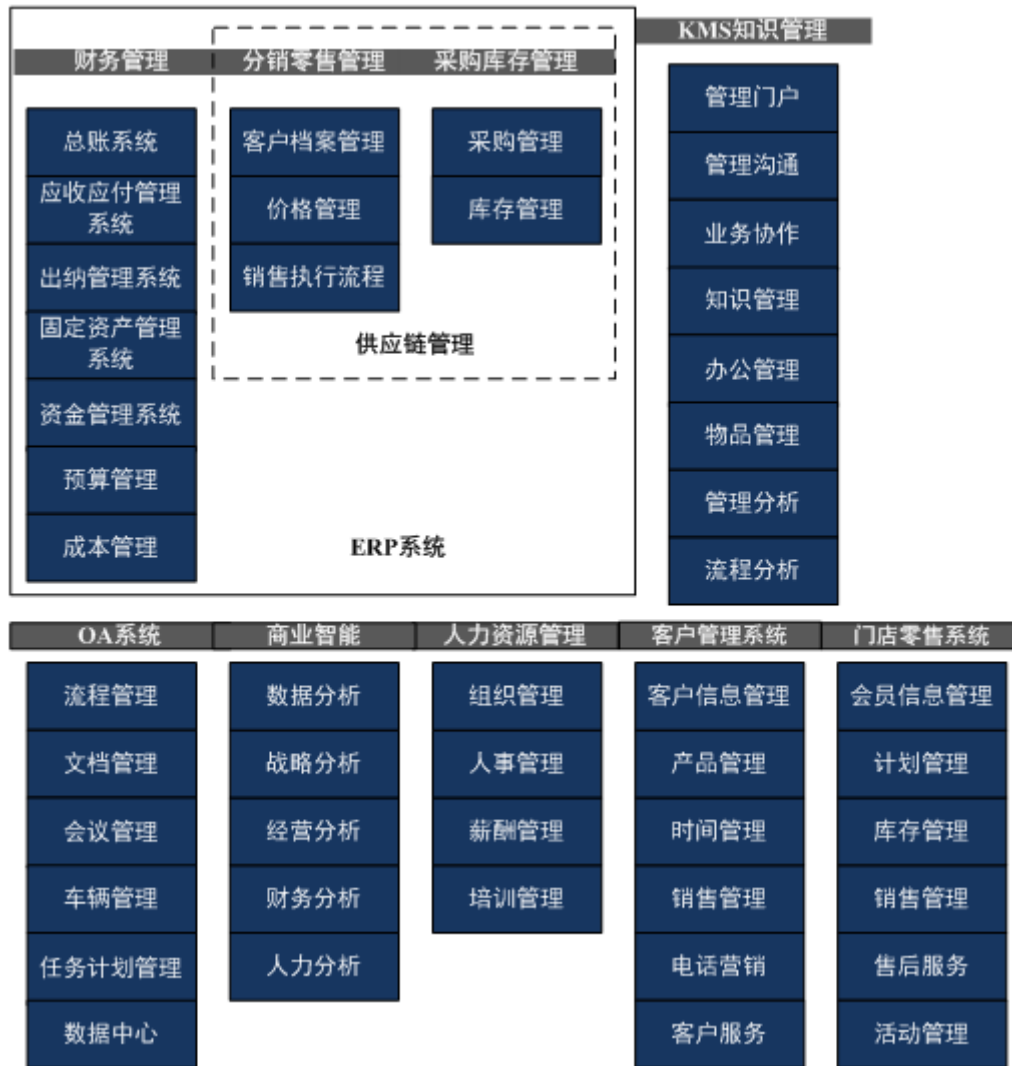 KMS知识管理
财务管理
分销零售管理
采购库存管理
总账系统
应收应付管理
系统
出纳管理系统
固定资产管理
系统
资金管理系统
预算管理
成本管理
客户档案管理
价格管理
销售执行流程
采购管理
库存管理
供应链管理
ERP系统
管理门户
管理沟通
业务协作
知识管理
办公管理
物品管理
管理分析
流程分析
OA系统
商业智能
人力资源管理
客户管理系统
门店零售系统
流程管理
文档管理
会议管理
车辆管理
任务计划管理
数据中心
数据分析
战略分析
经营分析
财务分析
人力分析
组织管理
人事管理
薪酬管理
培训管理
客户信息管理
产品管理
时间管理
销售管理
电话营销
客户服务
会员信息管理
计划管理
库存管理
销售管理
售后服务
活动管理